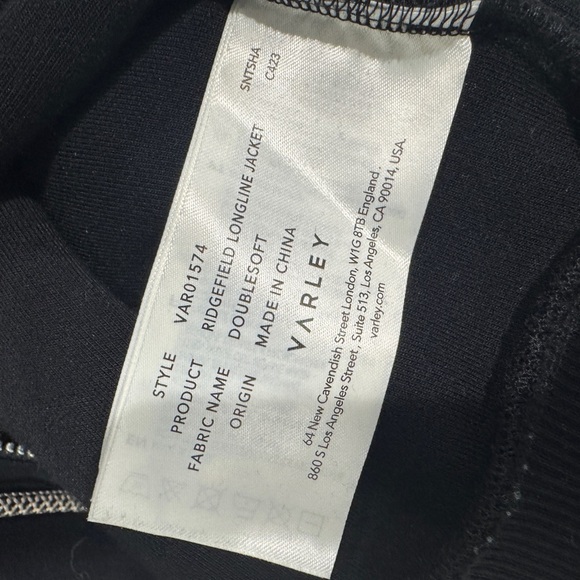 SNTSHA
C423
STYLE VAR01574
PRODUCT RIDGEFIELD LONGLINE JACKET
FABRIC NAME DOUBLESOFT
ORIGIN MADE IN CHINA
VARLEY
64 New Cavendish Street London, W1G 8TB England.
860 S Los Angeles Street, Suite 513, Los Angeles, CA 90014, USA.
varley.com